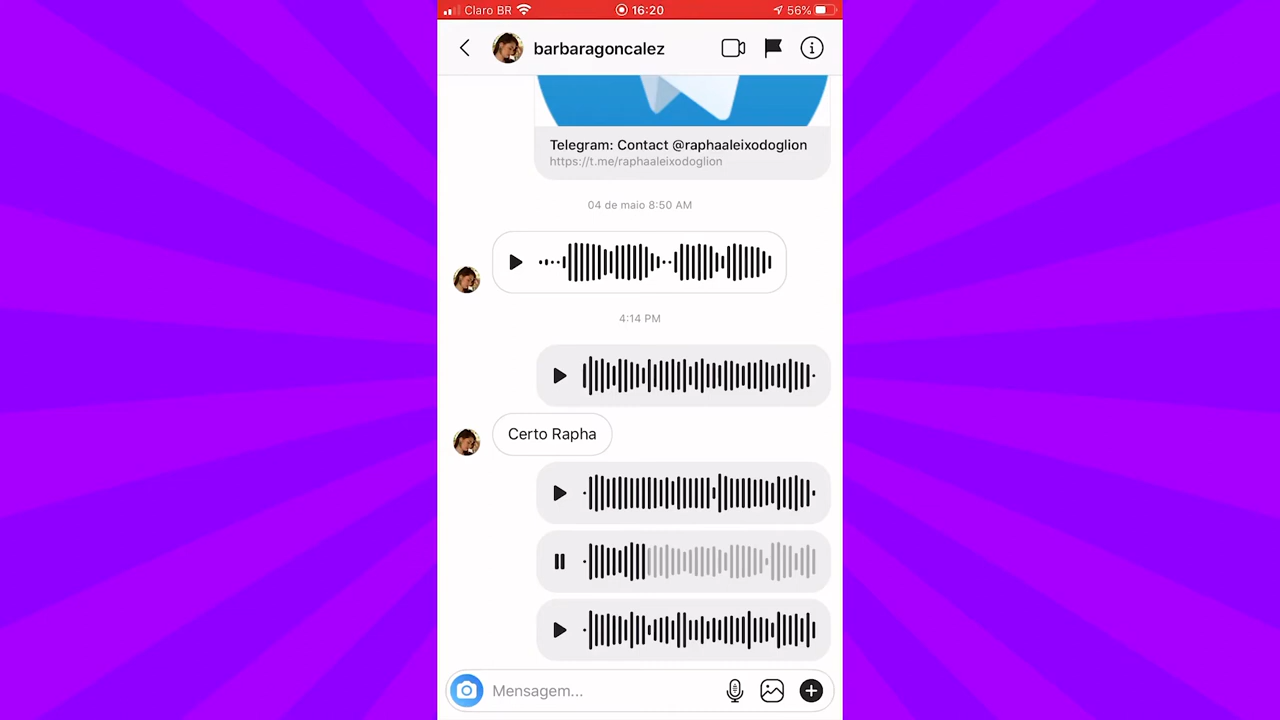 Claro BR 16:20 56%
barbaragoncalez
Telegram: Contact @raphaaleixodoglion
https://t.me/raphaaleixodoglion
04 de maio 8:50 AM
4:14 PM
Certo Rapha
Mensagem...